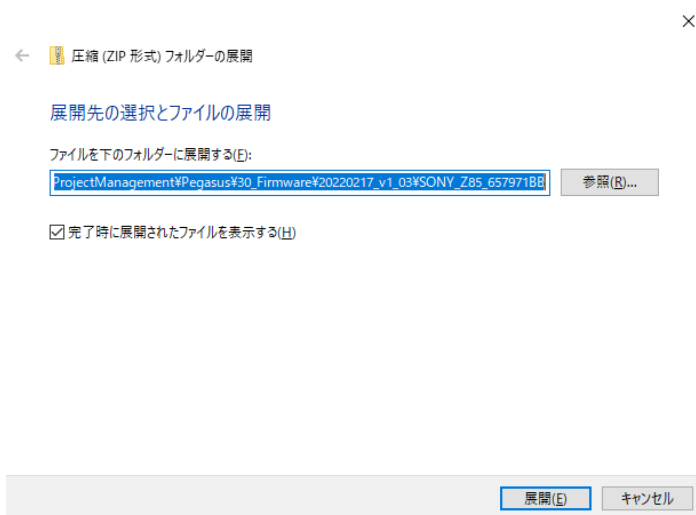 圧縮 (ZIP 形式) フォルダーの展開
展開先の選択とファイルの展開
ファイルを下のフォルダーに展開する(F):
ProjectManagement¥Pegasus¥30_Firmware¥20220217_v1_03¥SONY_Z85_657971BB
参照(R)...
完了時に展開されたファイルを表示する(H)
展開(E)
キャンセル